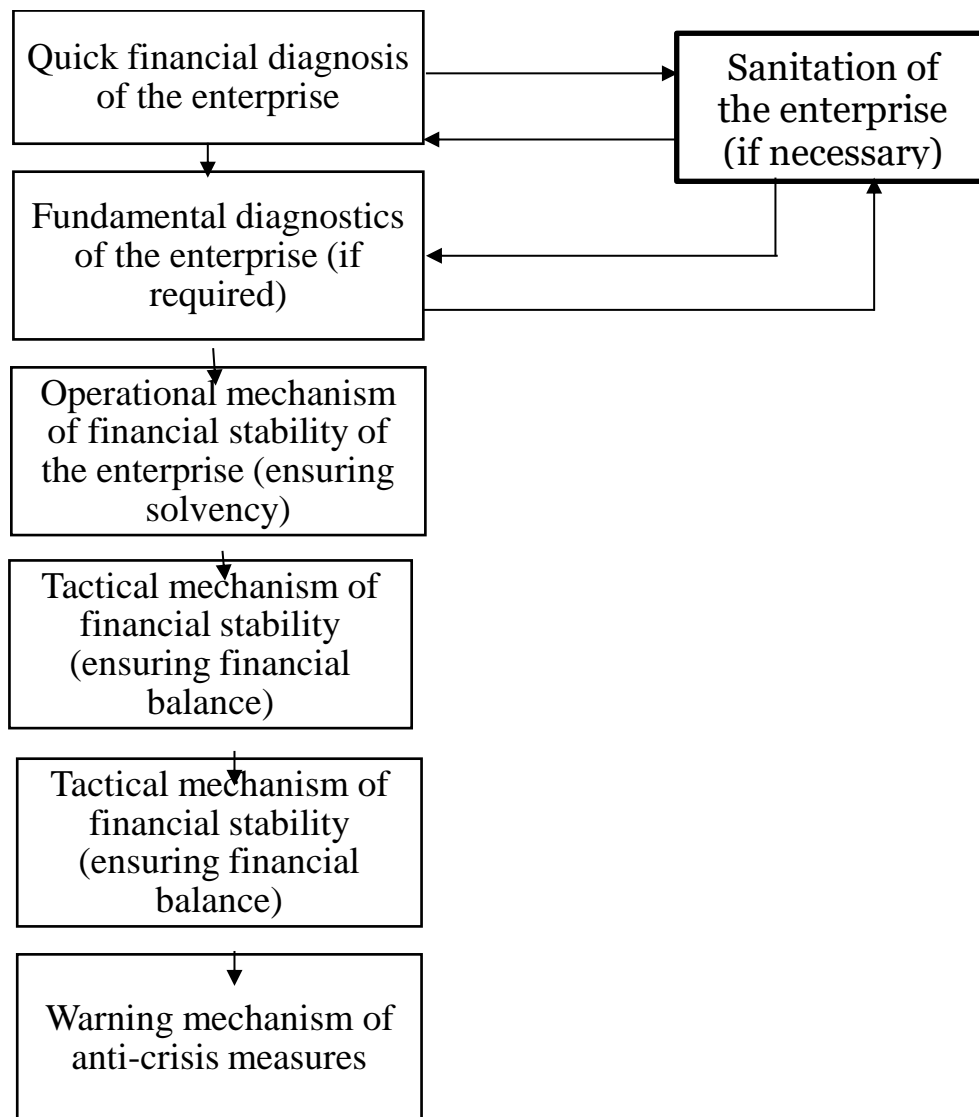 Quick financial diagnosis
of the enterprise
Sanitation of
the enterprise
(if necessary)
Fundamental diagnostics
of the enterprise (if
required)
Operational mechanism
of financial stability of
the enterprise (ensuring
solvency)
Tactical mechanism of
financial stability
(ensuring financial
balance)
Tactical mechanism of
financial stability
(ensuring financial
balance)
Warning mechanism of
anti-crisis measures